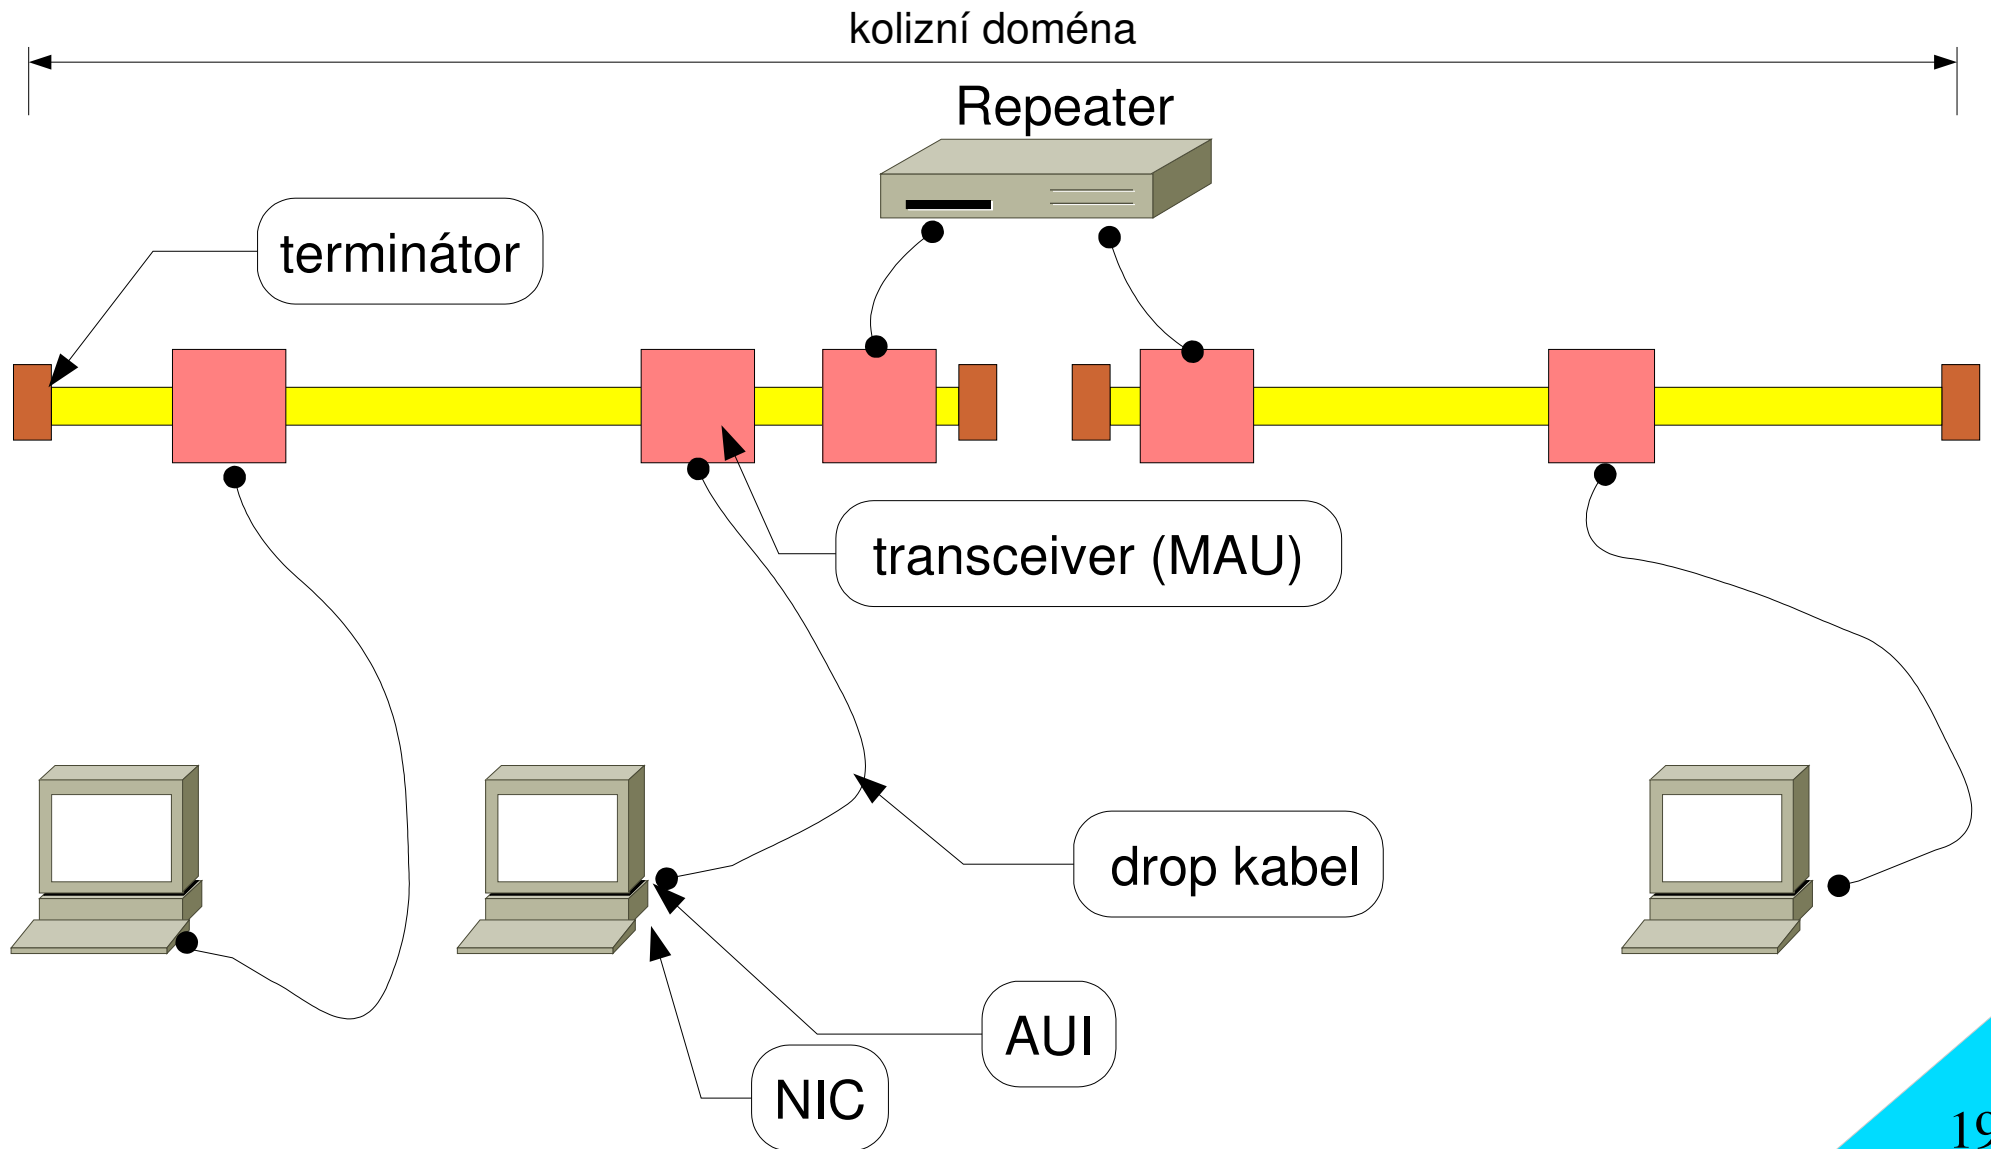 kolizní doména
Repeater
terminátor
transceiver (MAU)
drop kabel
AUI
NIC
19